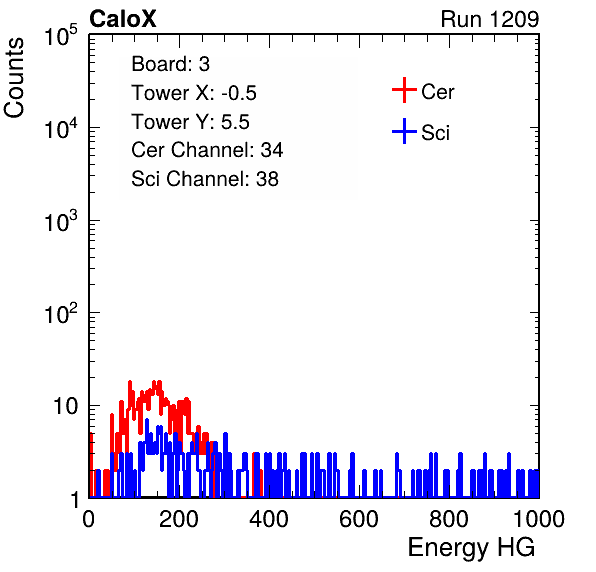 CaloX Run 1209
Counts
Board: 3
Tower X: -0.5
Tower Y: 5.5
Cer Channel: 34
Sci Channel: 38
Cer
Sci
10^5
10^4
10^3
10^2
10
1
0 200 400 600 800 1000
Energy HG